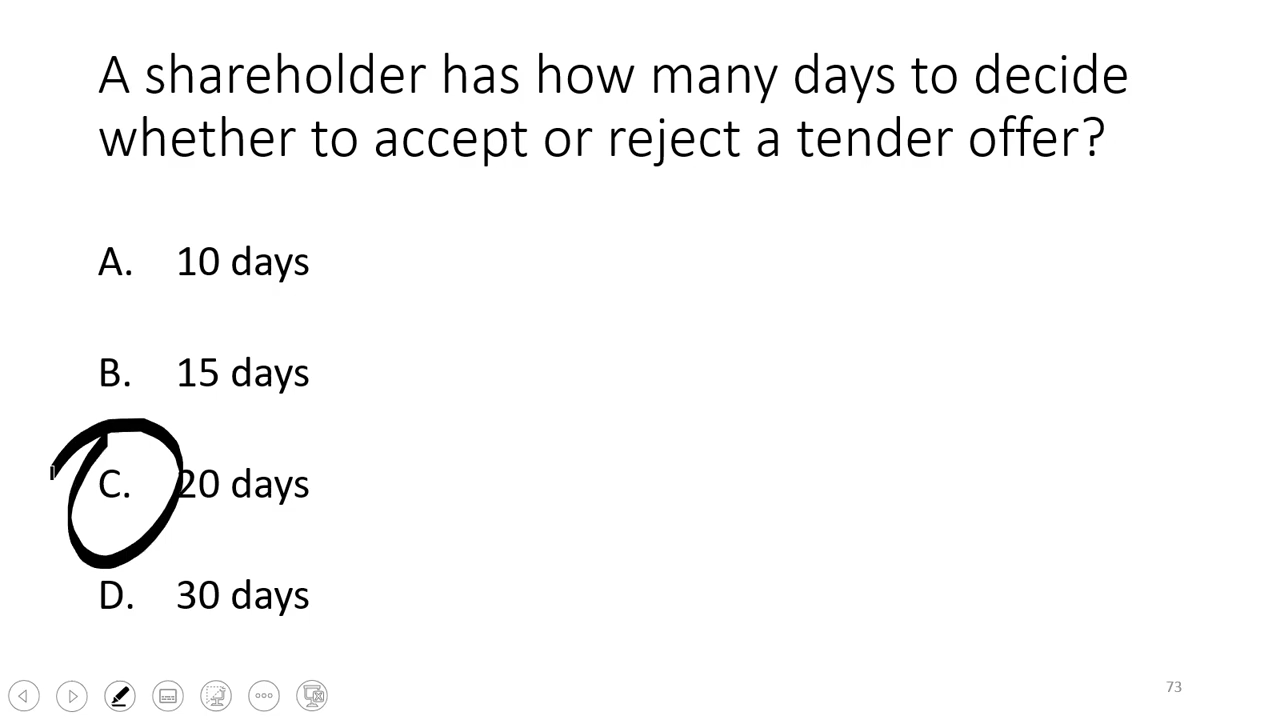 A shareholder has how many days to decide
whether to accept or reject a tender offer?
A. 10 days
B. 15 days
C. 20 days
D. 30 days
73